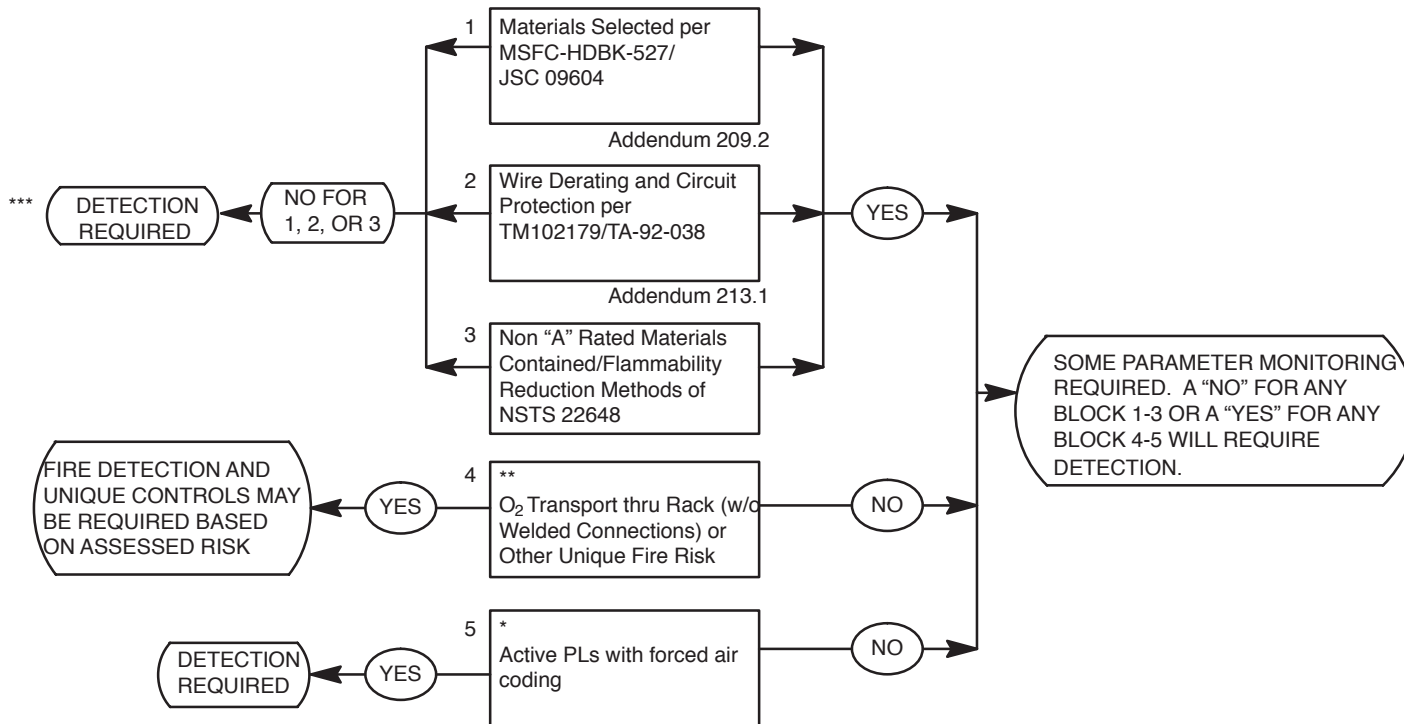 1
Materials Selected per
MSFC-HDBK-527/
JSC 09604
Addendum 209.2
***
DETECTION
REQUIRED
NO FOR
1, 2, OR 3
2
Wire Derating and Circuit
Protection per
TM102179/TA-92-038
YES
Addendum 213.1
3
Non “A” Rated Materials
Contained/Flammability
Reduction Methods of
NSTS 22648
SOME PARAMETER MONITORING
REQUIRED. A “NO” FOR ANY
BLOCK 1-3 OR A “YES” FOR ANY
BLOCK 4-5 WILL REQUIRE
DETECTION.
FIRE DETECTION AND
UNIQUE CONTROLS MAY
BE REQUIRED BASED
ON ASSESSED RISK
YES
4
**
O2 Transport thru Rack (w/o
Welded Connections) or
Other Unique Fire Risk
NO
DETECTION
REQUIRED
YES
5
*
Active PLs with forced air
coding
NO